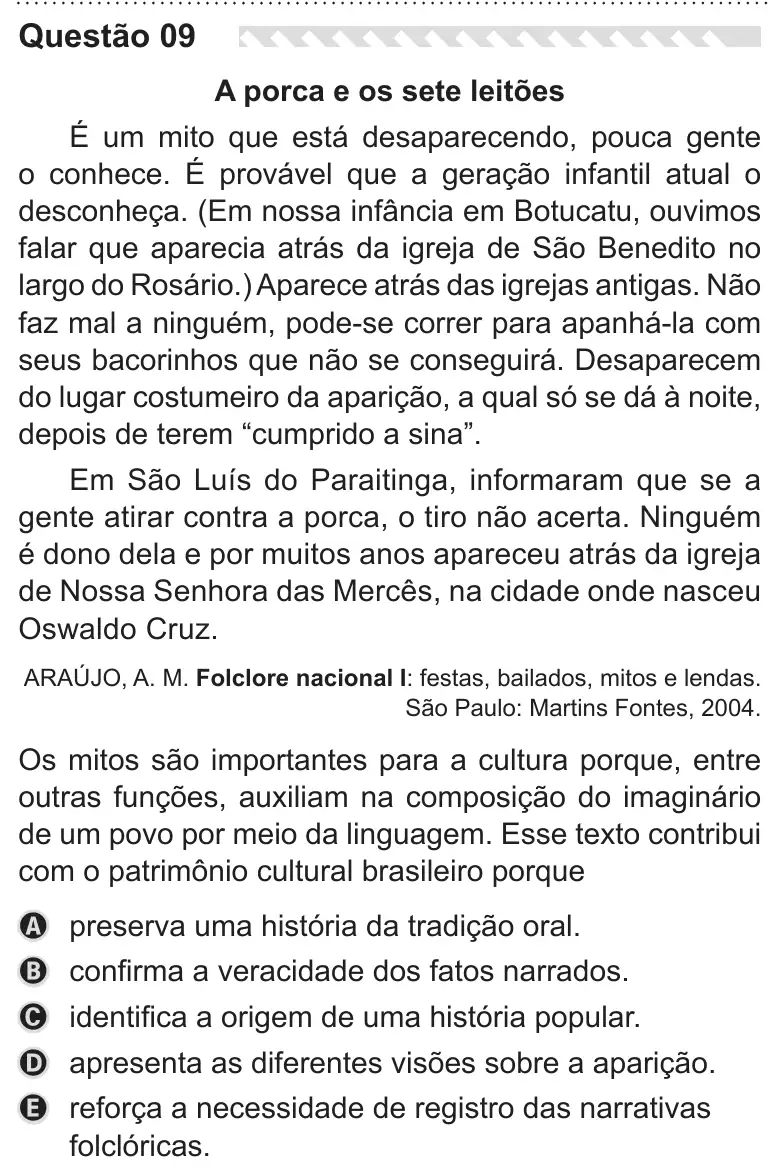 Questão 09
A porca e os sete leitões
É um mito que está desaparecendo, pouca gente
o conhece. É provável que a geração infantil atual o
desconheça. (Em nossa infância em Botucatu, ouvimos
falar que aparecia atrás da igreja de São Benedito no
largo do Rosário.) Aparece atrás das igrejas antigas. Não
faz mal a ninguém, pode-se correr para apanhá-la com
seus bacorinhos que não se conseguirá. Desaparecem
do lugar costumeiro da aparição, a qual só se dá à noite,
depois de terem “cumprido a sina”.
Em São Luís do Paraitinga, informaram que se a
gente atirar contra a porca, o tiro não acerta. Ninguém
é dono dela e por muitos anos apareceu atrás da igreja
de Nossa Senhora das Mercês, na cidade onde nasceu
Oswaldo Cruz.
ARAÚJO, A. M. Folclore nacional I: festas, bailados, mitos e lendas.
São Paulo: Martins Fontes, 2004.
Os mitos são importantes para a cultura porque, entre
outras funções, auxiliam na composição do imaginário
de um povo por meio da linguagem. Esse texto contribui
com o patrimônio cultural brasileiro porque
A preserva uma história da tradição oral.
B confirma a veracidade dos fatos narrados.
C identifica a origem de uma história popular.
D apresenta as diferentes visões sobre a aparição.
E reforça a necessidade de registro das narrativas
folclóricas.